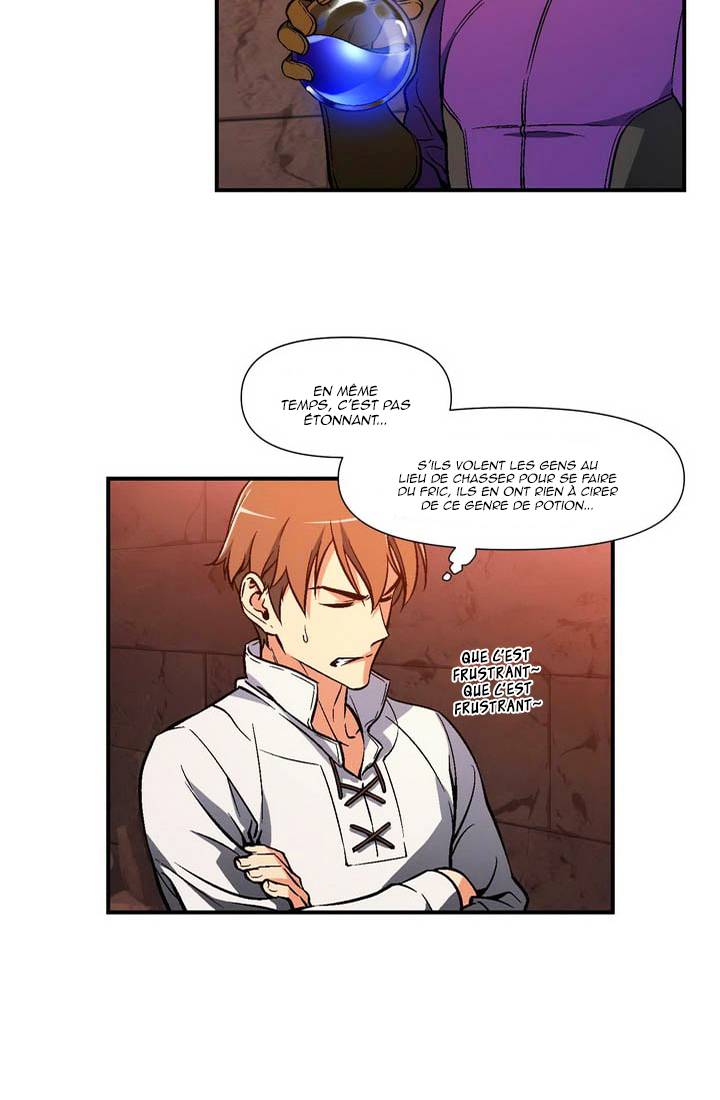 EN MÊME
TEMPS, C'EST PAS
ÉTONNANT...
S'ILS VOLENT LES GENS AU
LIEU DE CHASSER POUR SE FAIRE
DU FRIC, ILS EN ONT RIEN À CIRER
DE CE GENRE DE POTION...
QUE C'EST
FRUSTRANT~
QUE C'EST
FRUSTRANT~